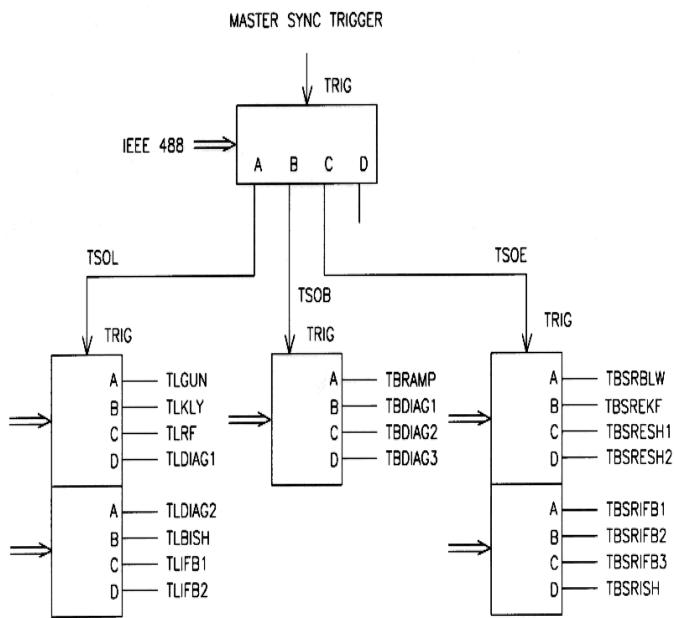 MASTER SYNC TRIGGER
TRIG
IEEE 488
A B C D
TSOL
TSOB
TSOE
TRIG
A TLGUN
B TLKLY
C TLRF
D TLDIAG1
A TLDIAG2
B TLBISH
C TLIFB1
D TLIFB2
TRIG
A TBRAMP
B TBDIAG1
C TBDIAG2
D TBDIAG3
TRIG
A TBSRBLW
B TBSREKF
C TBSRESH1
D TBSRESH2
A TBSRIFB1
B TBSRIFB2
C TBSRIFB3
D TBSRISH